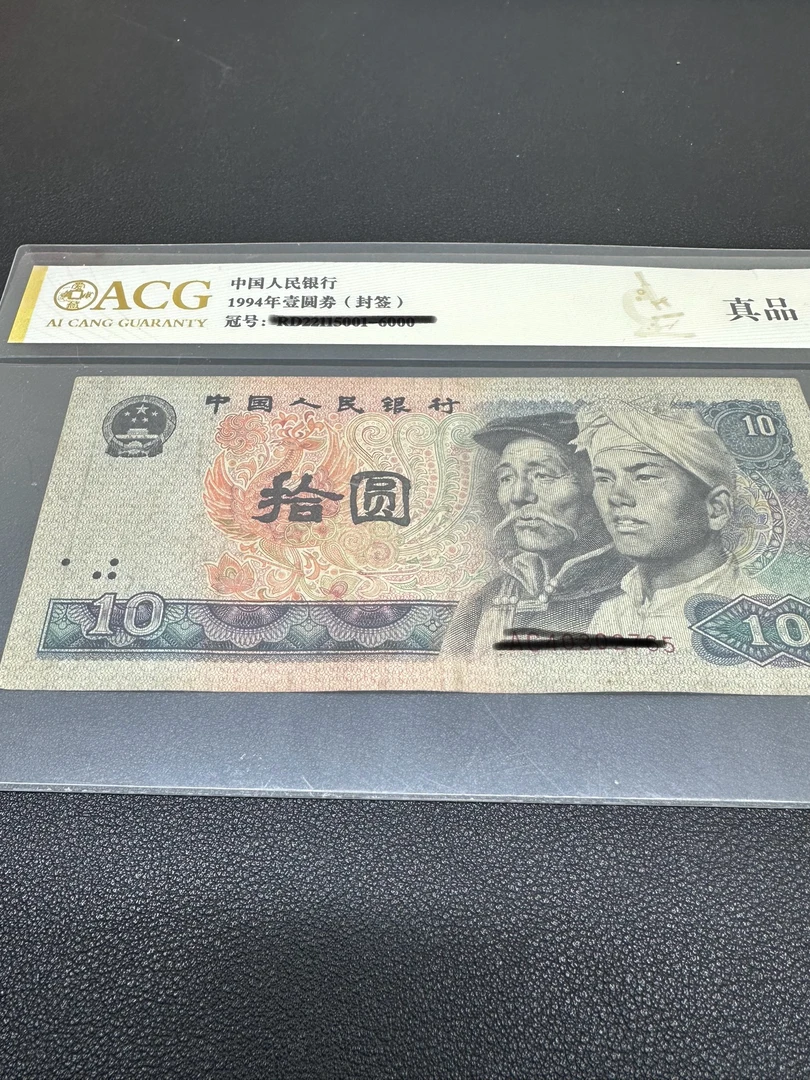 ACG
AI CANG GUARANTY
中国人民银行
1994年壹圆券（封签）
冠号：
真品
中国人民银行
10
拾圆
10
10